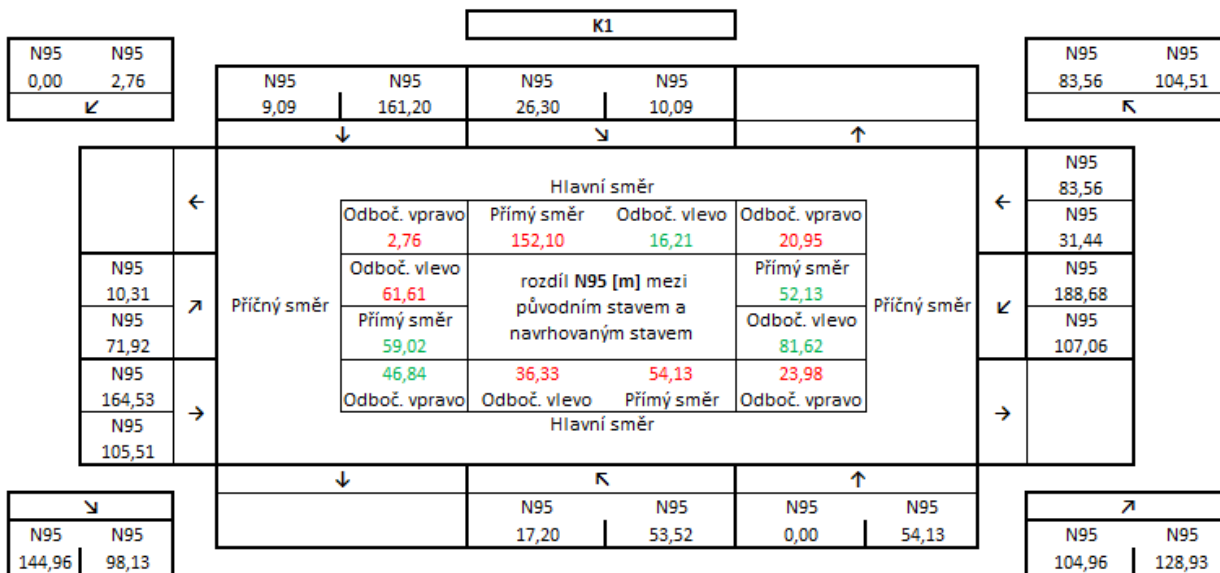 K1
N95 N95
0,00 2,76
↙
N95 N95 N95 N95
9,09 161,20 26,30 10,09
↓ ↘ ↑
N95 N95
83,56 104,51
↖
←
Hlavní směr
←
N95
83,56
N95
31,44
Odboč. vpravo Přímý směr Odboč. vlevo Odboč. vpravo
2,76 152,10 16,21 20,95
N95
10,31
N95
71,92
↗
Příčný směr
Odboč. vlevo
61,61
Přímý směr
59,02
rozdíl N95 [m] mezi
původním stavem a
navrhovaným stavem
Přímý směr
52,13
Odboč. vlevo
81,62
Příčný směr
↙
N95
188,68
N95
107,06
N95
164,53
N95
105,51
→
46,84 36,33 54,13 23,98
Odboč. vpravo Odboč. vlevo Přímý směr Odboč. vpravo
Hlavní směr
→
↓ ↖ ↑
N95 N95 N95 N95
17,20 53,52 0,00 54,13
↘
N95 N95
144,96 98,13
↗
N95 N95
104,96 128,93